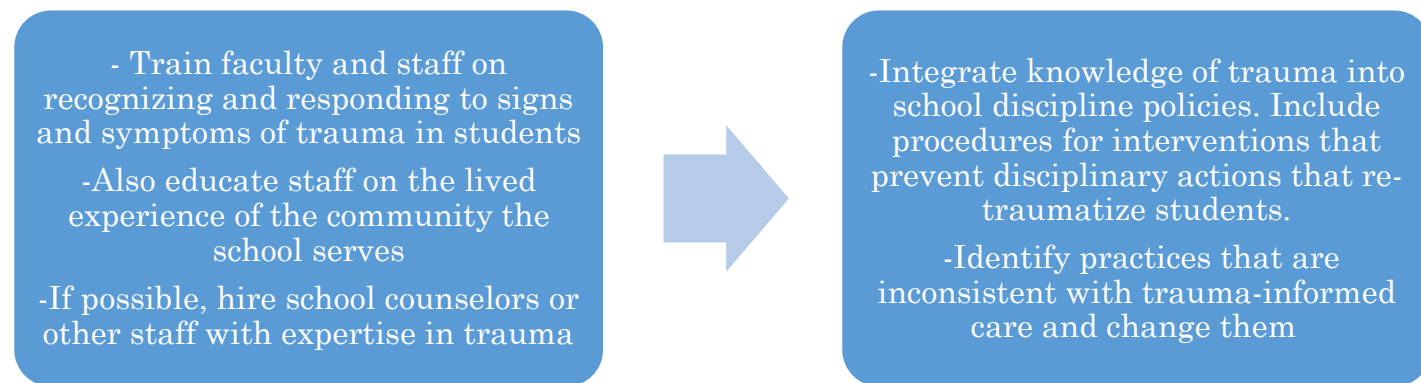 - Train faculty and staff on
recognizing and responding to signs
and symptoms of trauma in students
-Also educate staff on the lived
experience of the community the
school serves
-If possible, hire school counselors or
other staff with expertise in trauma
-Integrate knowledge of trauma into
school discipline policies. Include
procedures for interventions that
prevent disciplinary actions that re-
traumatize students.
-Identify practices that are
inconsistent with trauma-informed
care and change them